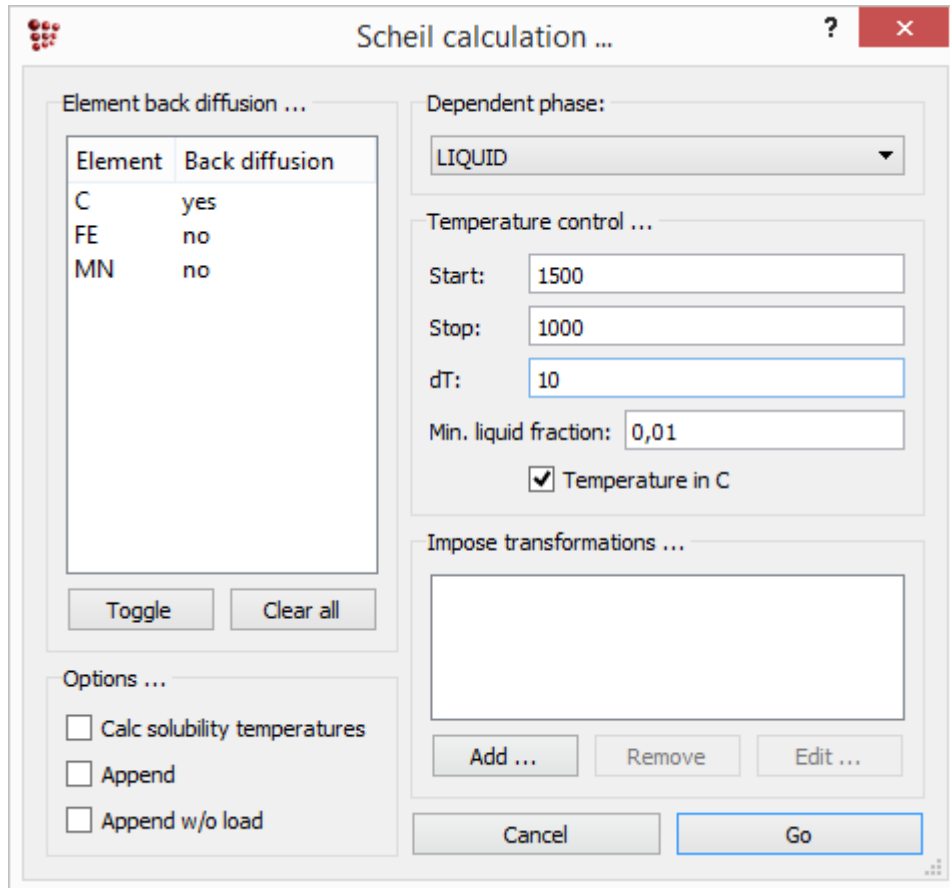 Scheil calculation ...
?
×
Element back diffusion ...
Element Back diffusion
C yes
FE no
MN no
Toggle Clear all
Options ...
Calc solubility temperatures
Append
Append w/o load
Dependent phase:
LIQUID
Temperature control ...
Start: 1500
Stop: 1000
dT: 10
Min. liquid fraction: 0,01
Temperature in C
Impose transformations ...
Add ... Remove Edit ...
Cancel Go